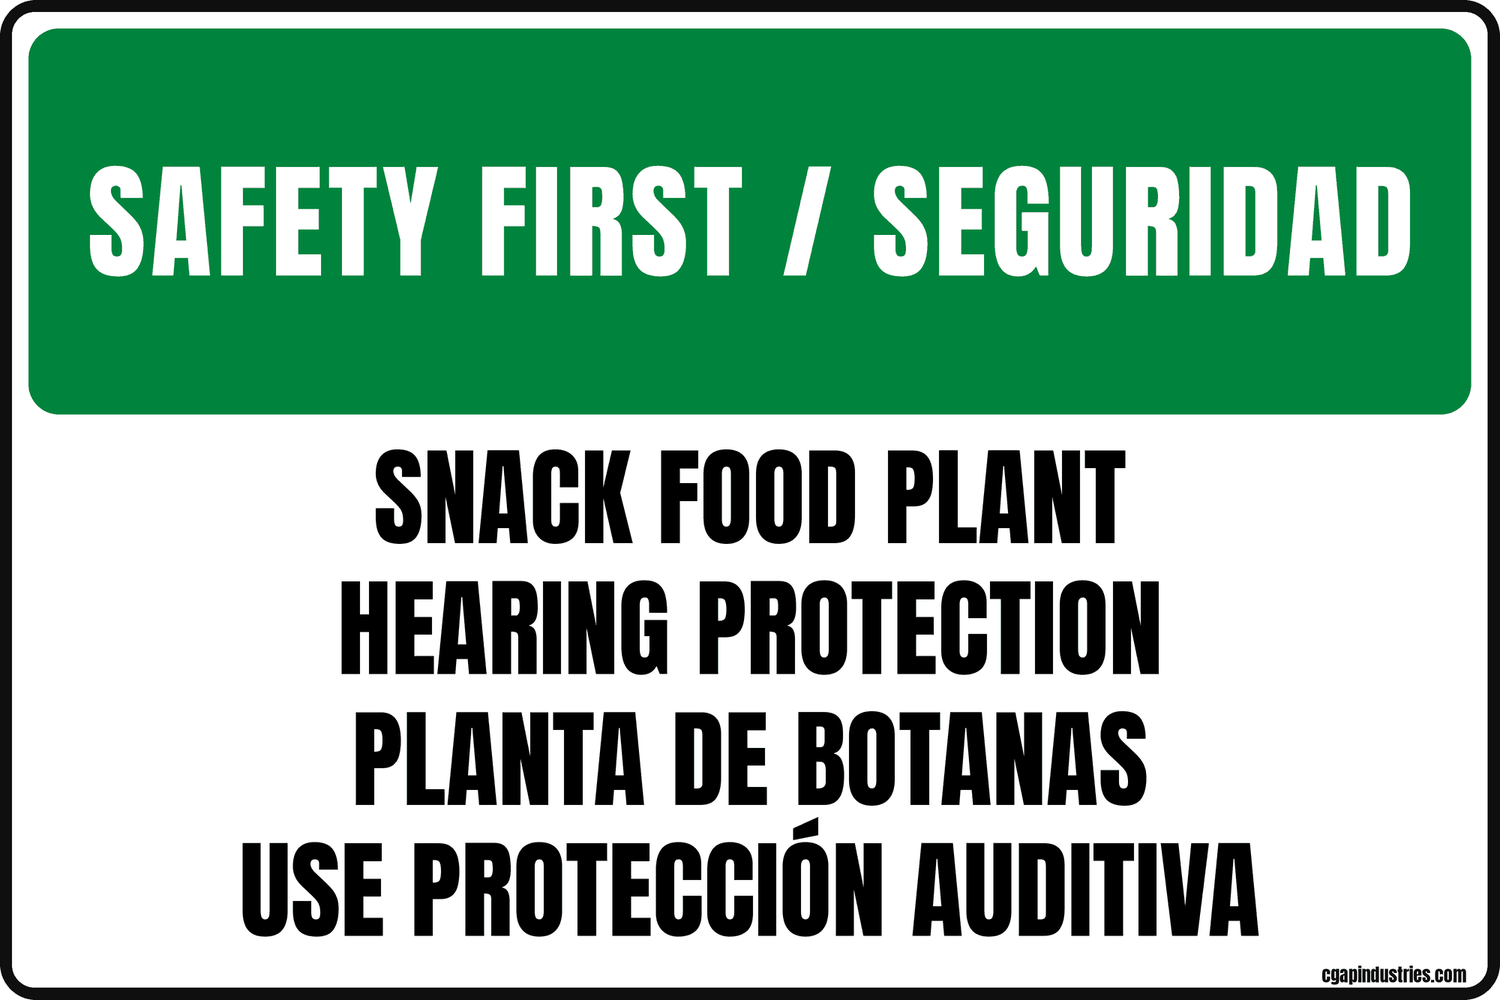 SAFETY FIRST / SEGURIDAD
SNACK FOOD PLANT
HEARING PROTECTION
PLANTA DE BOTANAS
USE PROTECCIÓN AUDITIVA
cgapindustries.com